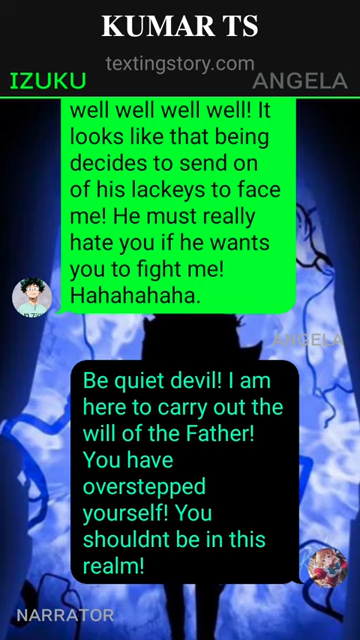 KUMAR TS
textingstory.com
IZUKU
ANGELA
well well well well! It
looks like that being
decides to send on
of his lackeys to face
me! He must really
hate you if he wants
you to fight me!
Hahahahaha.
ANGELA
Be quiet devil! I am
here to carry out the
will of the Father!
You have
overstepped
yourself! You
shouldnt be in this
realm!
NARRATOR